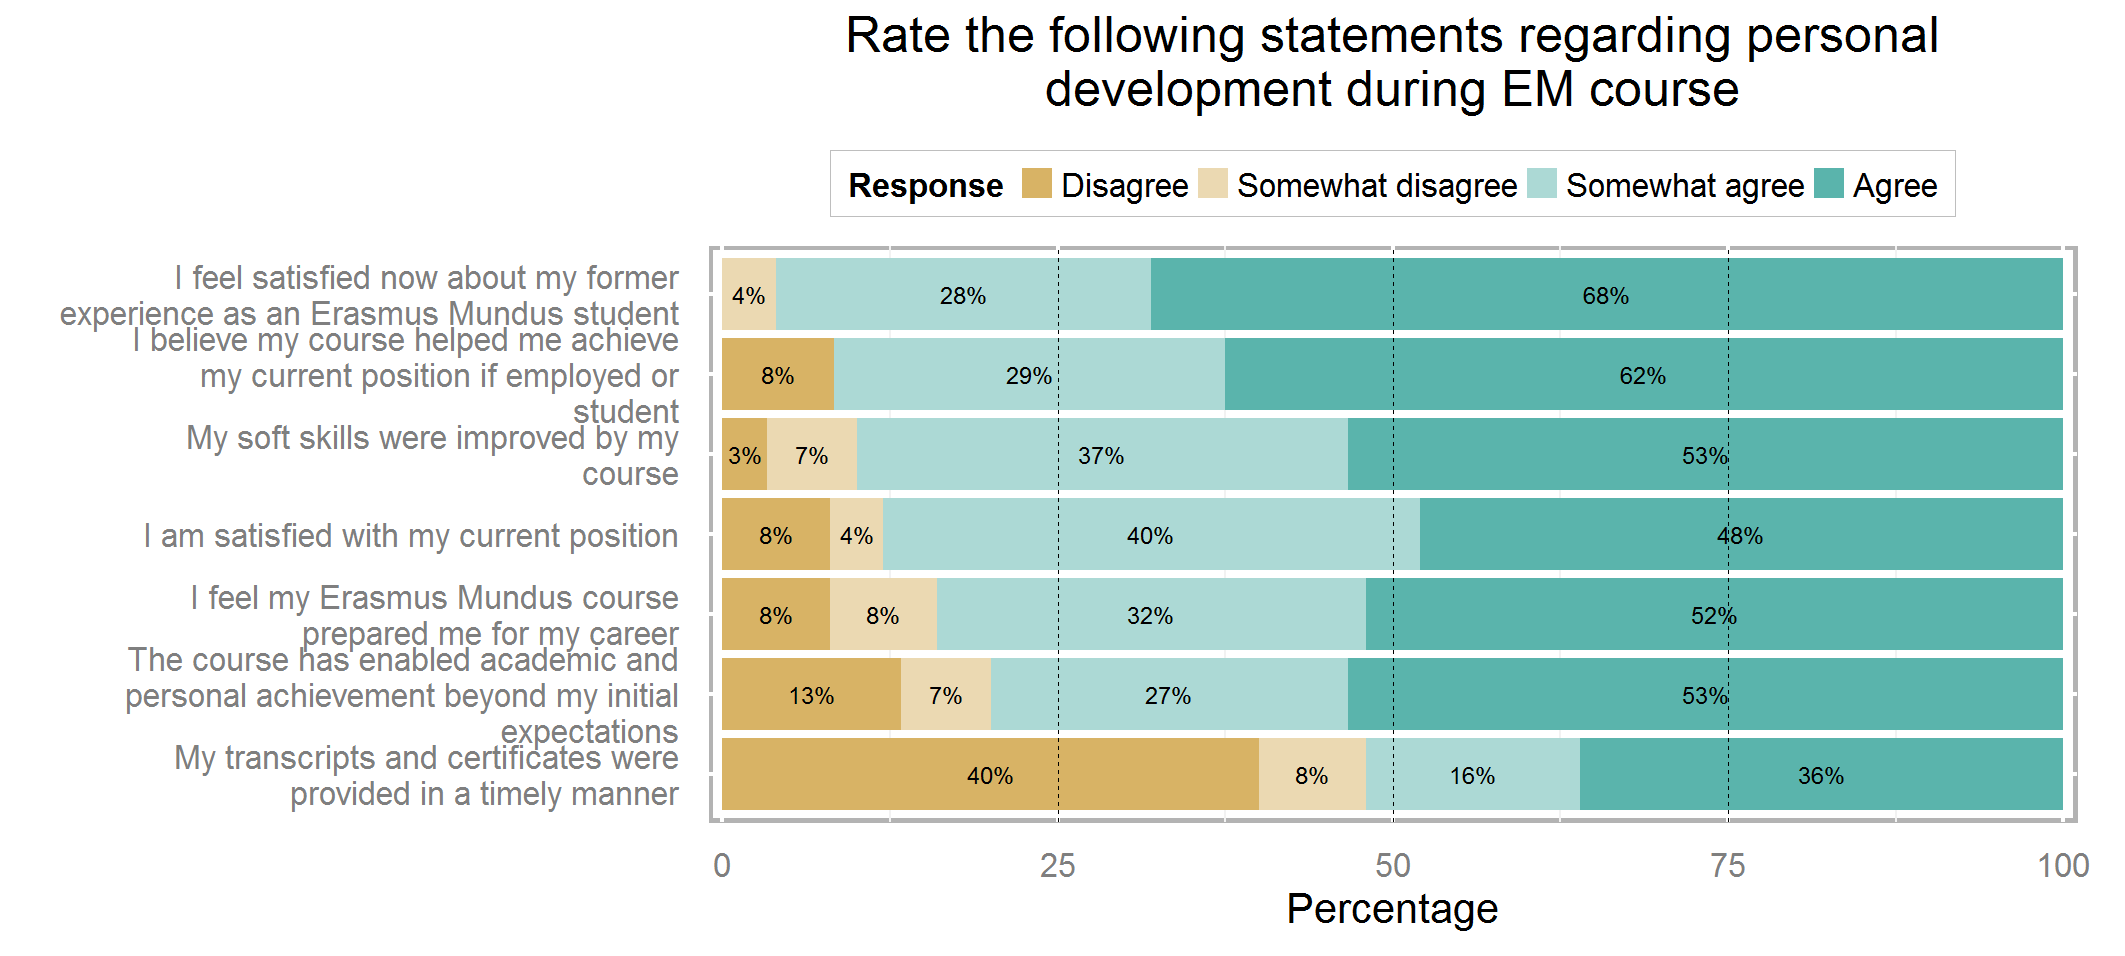 Rate the following statements regarding personal
development during EM course
Response Disagree Somewhat disagree Somewhat agree Agree
I feel satisfied now about my former
experience as an Erasmus Mundus student
4% 28% 68%
I believe my course helped me achieve
my current position if employed or
student
8% 29% 62%
My soft skills were improved by my
course
3% 7% 37% 53%
I am satisfied with my current position
8% 4% 40% 48%
I feel my Erasmus Mundus course
prepared me for my career
8% 8% 32% 52%
The course has enabled academic and
personal achievement beyond my initial
expectations
13% 7% 27% 53%
My transcripts and certificates were
provided in a timely manner
40% 8% 16% 36%
0 25 50 75 100
Percentage